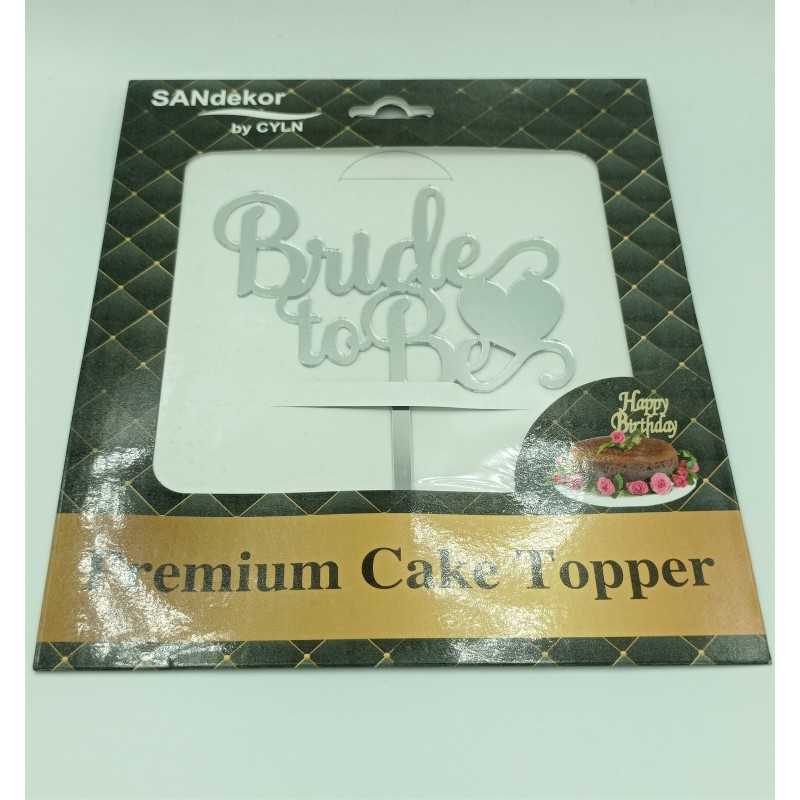 SANdekor
by CYLN
Bride
to Be
Happy
Birthday
Premium Cake Topper